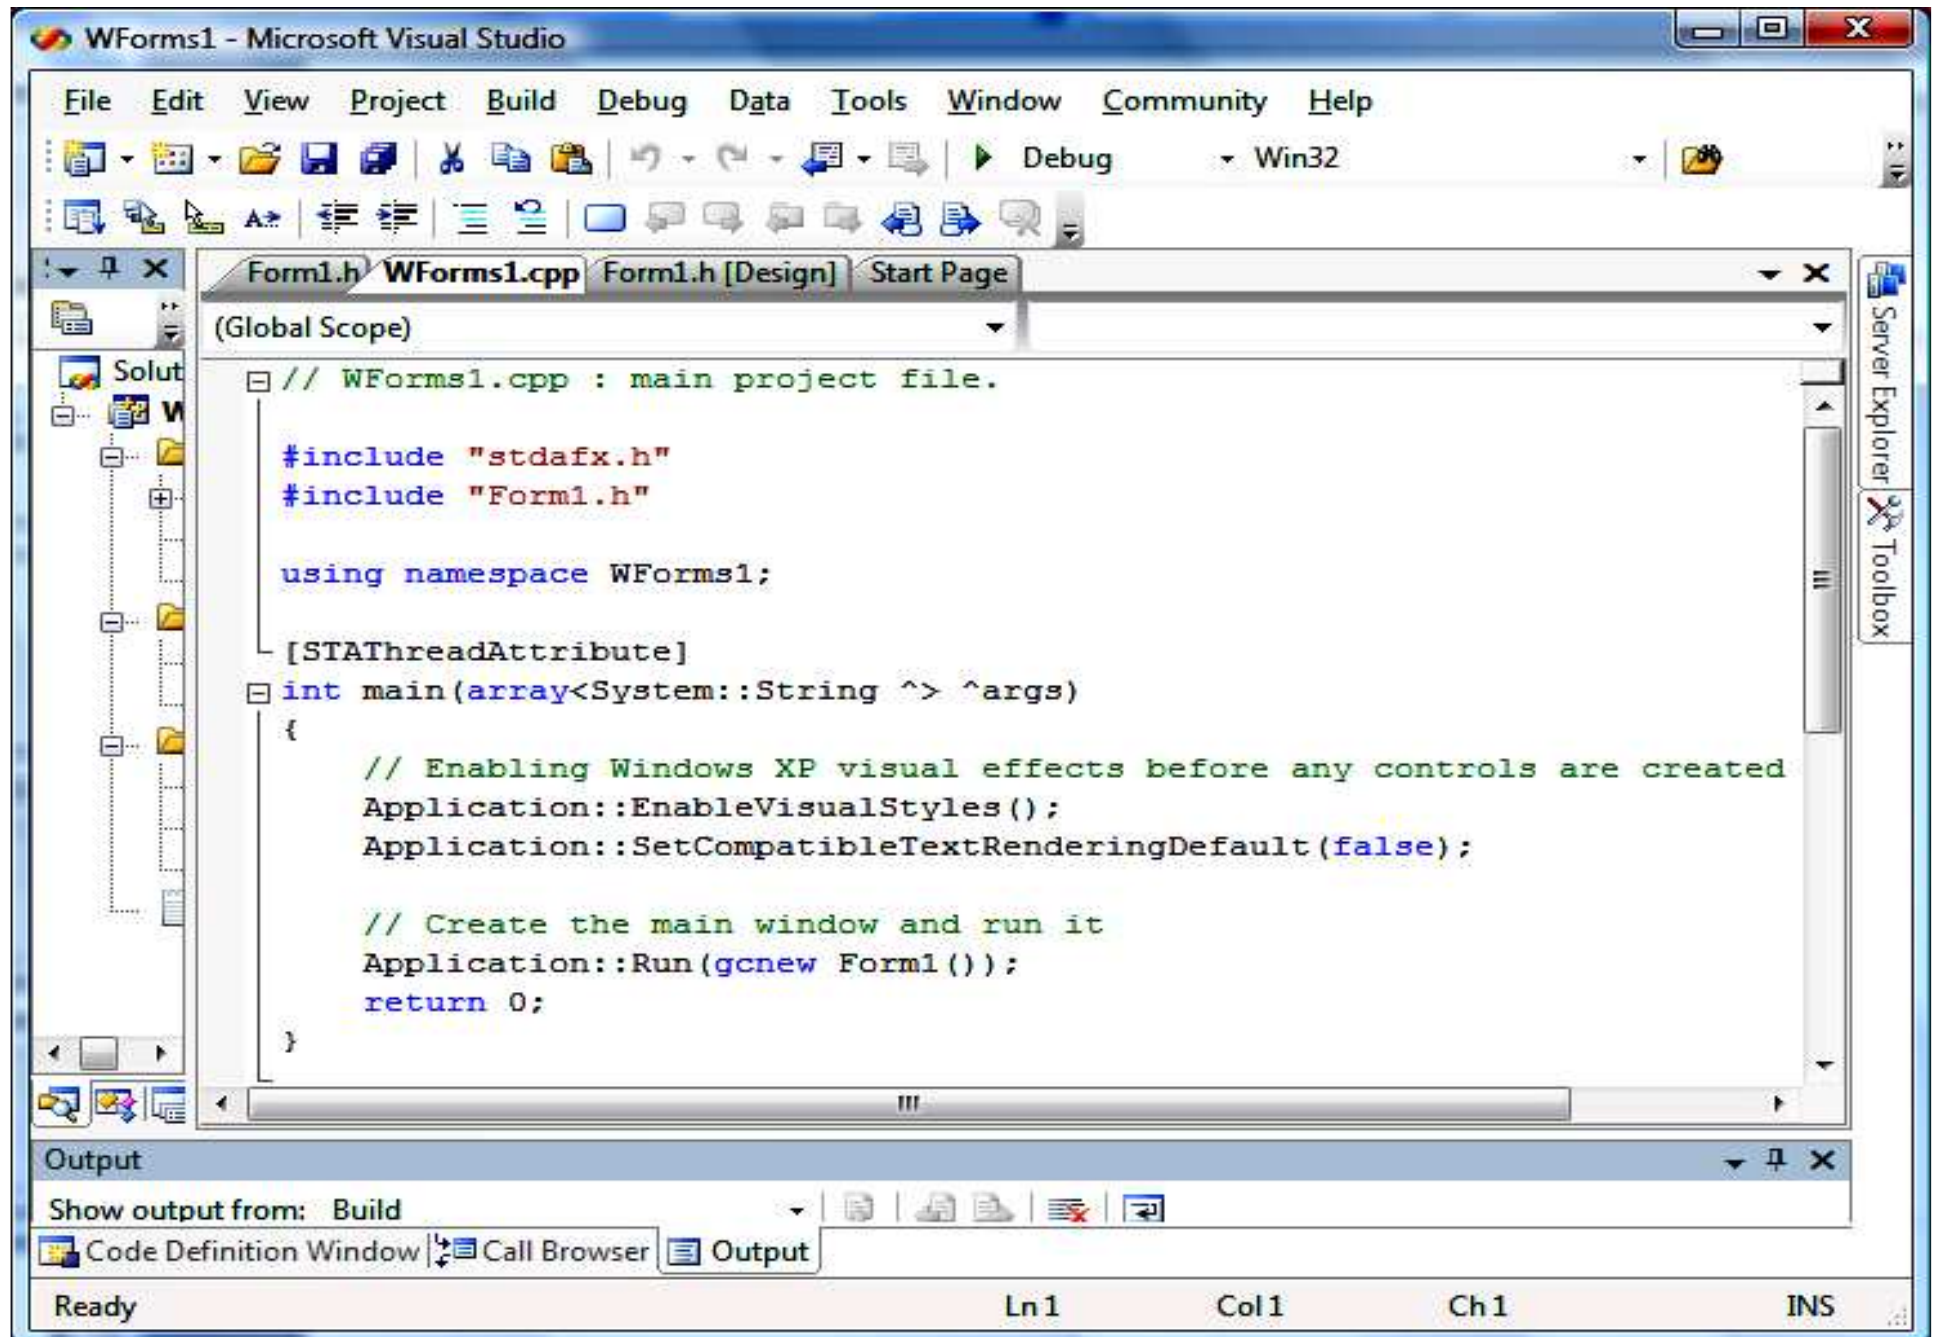 WForms1 - Microsoft Visual Studio
File Edit View Project Build Debug Data Tools Window Community Help
Debug Win32
Form1.h WForms1.cpp Form1.h [Design] Start Page
(Global Scope)
Solut
W
// WForms1.cpp : main project file.
#include "stdafx.h"
#include "Form1.h"
using namespace WForms1;
[STAThreadAttribute]
int main(array<System::String ^> ^args)
{
// Enabling Windows XP visual effects before any controls are created
Application::EnableVisualStyles();
Application::SetCompatibleTextRenderingDefault(false);
// Create the main window and run it
Application::Run(gcnew Form1());
return 0;
}
Server Explorer
Toolbox
Output
Show output from: Build
Code Definition Window Call Browser Output
Ready Ln 1 Col 1 Ch 1 INS